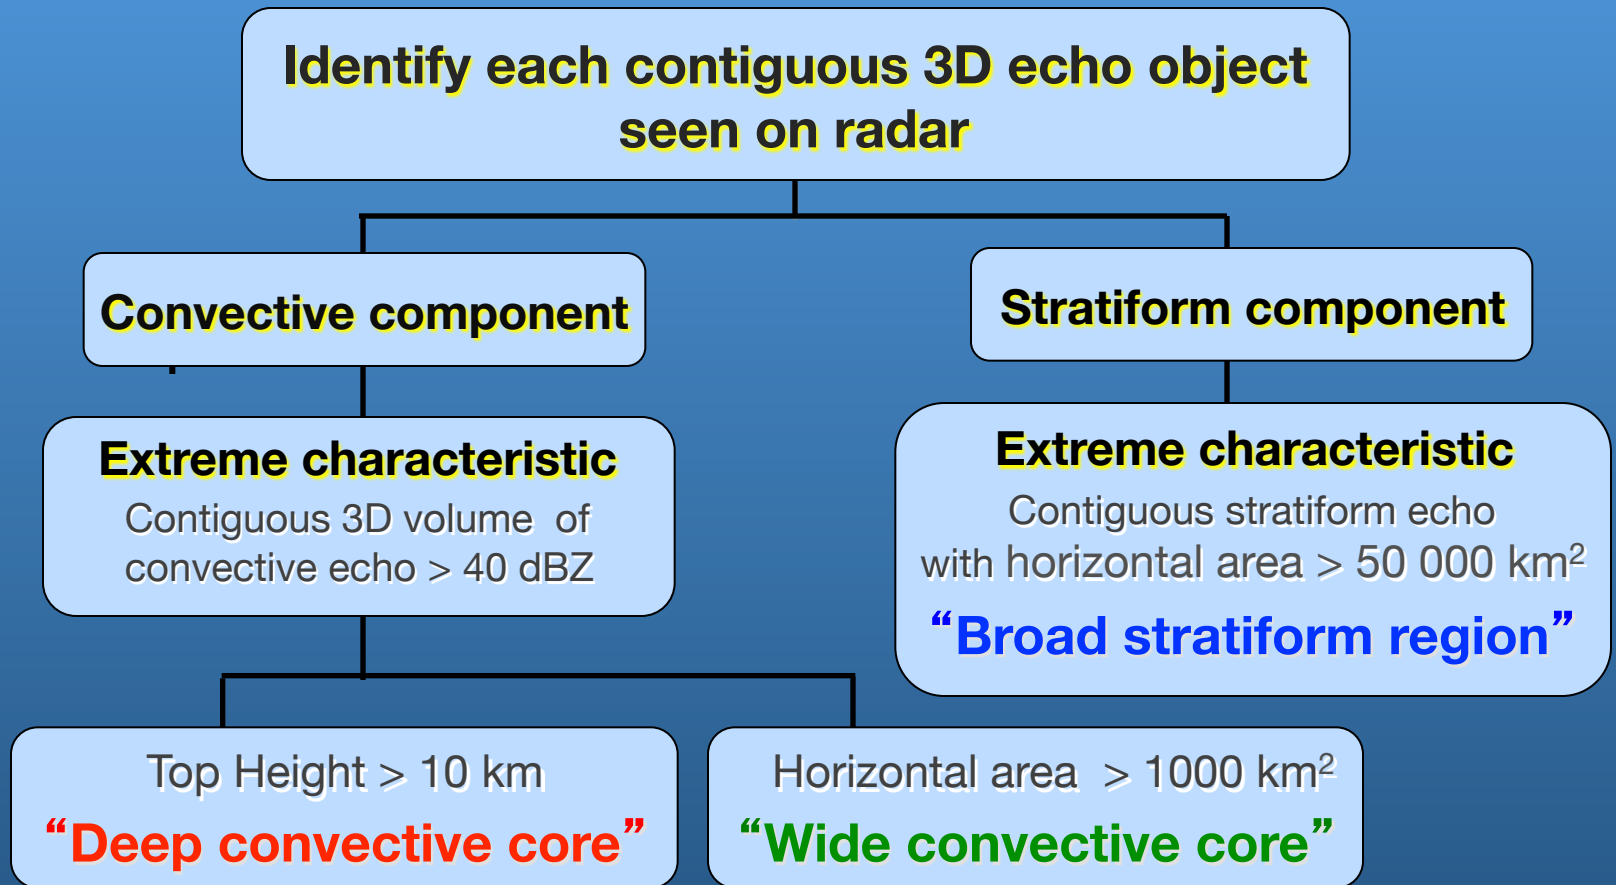 Identify each contiguous 3D echo object
seen on radar
Convective component
Stratiform component
Extreme characteristic
Contiguous 3D volume of
convective echo > 40 dBZ
Extreme characteristic
Contiguous stratiform echo
with horizontal area > 50 000 km²
“Broad stratiform region”
Top Height > 10 km
“Deep convective core”
Horizontal area > 1000 km²
“Wide convective core”